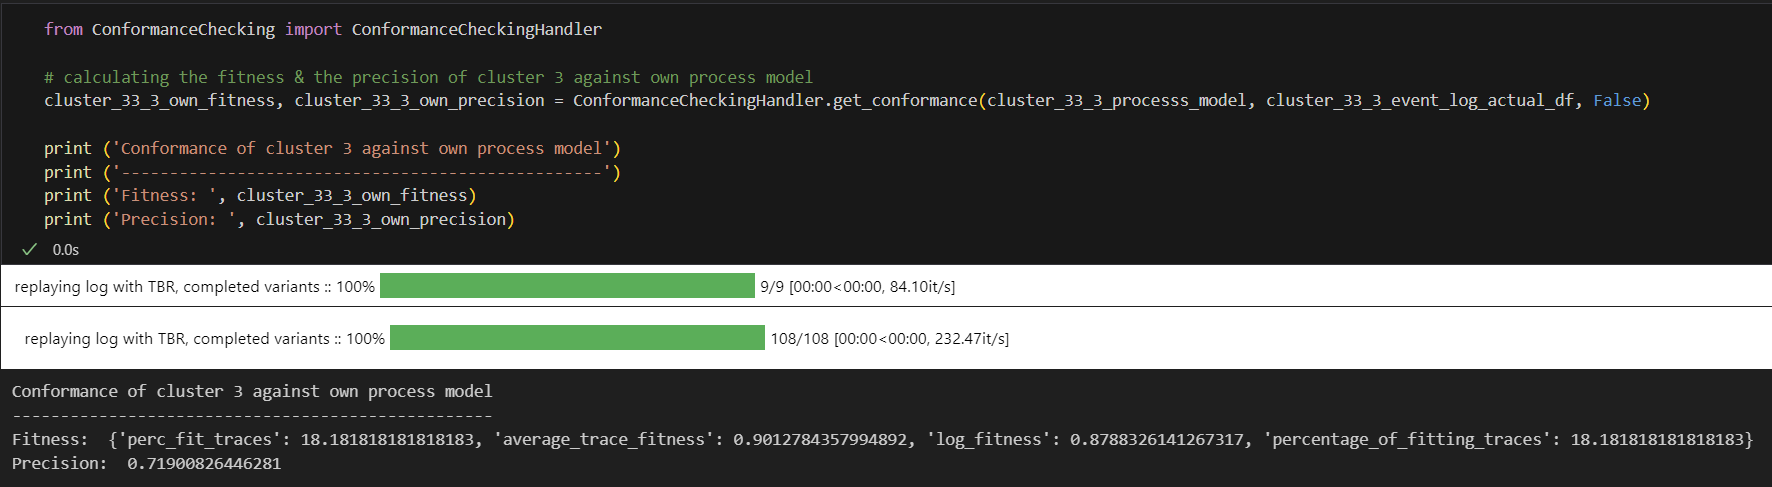 from ConformanceChecking import ConformanceCheckingHandler
# calculating the fitness & the precision of cluster 3 against own process model
cluster_33_3_own_fitness, cluster_33_3_own_precision = ConformanceCheckingHandler.get_conformance(cluster_33_3_processs_model, cluster_33_3_event_log_actual_df, False)
print ('Conformance of cluster 3 against own process model')
print ('--------------------------------------------------')
print ('Fitness: ', cluster_33_3_own_fitness)
print ('Precision: ', cluster_33_3_own_precision)
0.0s
replaying log with TBR, completed variants :: 100% 9/9 [00:00<00:00, 84.10it/s]
replaying log with TBR, completed variants :: 100% 108/108 [00:00<00:00, 232.47it/s]
Conformance of cluster 3 against own process model
--------------------------------------------------
Fitness:  {'perc_fit_traces': 18.181818181818183, 'average_trace_fitness': 0.9012784357994892, 'log_fitness': 0.8788326141267317, 'percentage_of_fitting_traces': 18.181818181818183}
Precision:  0.71900826446281